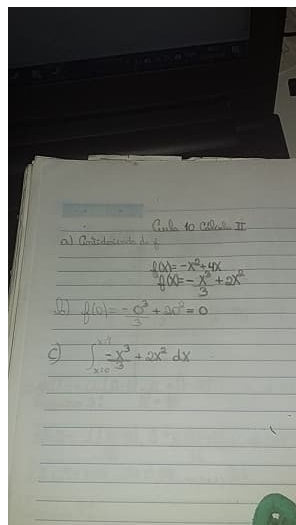 Aula 10 Cálculo II
a) Antiderivada de f
f(x) = -x² + 4x
f(x) = -x³/3 + 2x²
b) f(0) = -0³/3 + 2·0² = 0
c) ∫ -x³/3 + 2x² dx